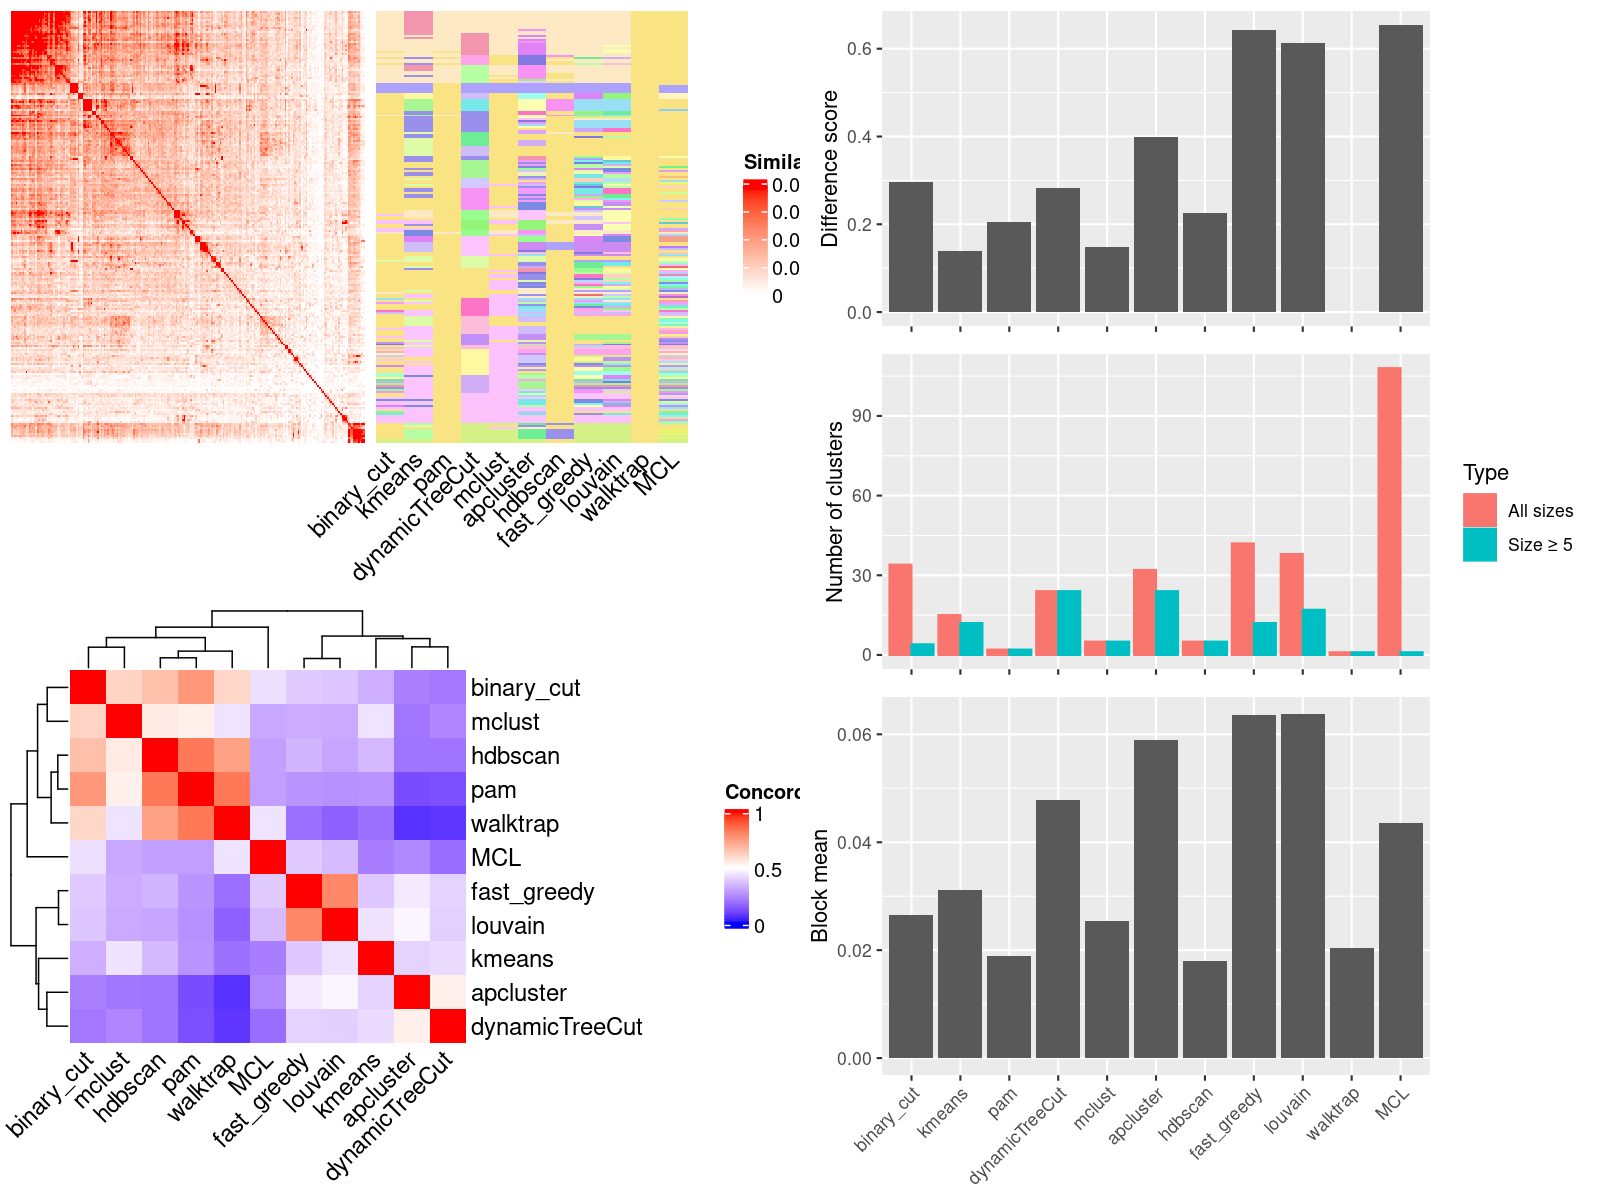 Simila
0.0
0.0
0.0
0.0
0
binary_cut
kmeans
pam
dynamicTreeCut
mclust
apcluster
hdbscan
fast_greedy
louvain
walktrap
MCL
binary_cut
mclust
hdbscan
pam
walktrap
MCL
fast_greedy
louvain
kmeans
apcluster
dynamicTreeCut
binary_cut
mclust
hdbscan
pam
walktrap
MCL
fast_greedy
louvain
kmeans
apcluster
dynamicTreeCut
Concord
1
0.5
0
Difference score
0.6
0.4
0.2
0.0
Number of clusters
90
60
30
0
Type
All sizes
Size ≥ 5
Block mean
0.06
0.04
0.02
0.00
binary_cut
kmeans
pam
dynamicTreeCut
mclust
apcluster
hdbscan
fast_greedy
louvain
walktrap
MCL